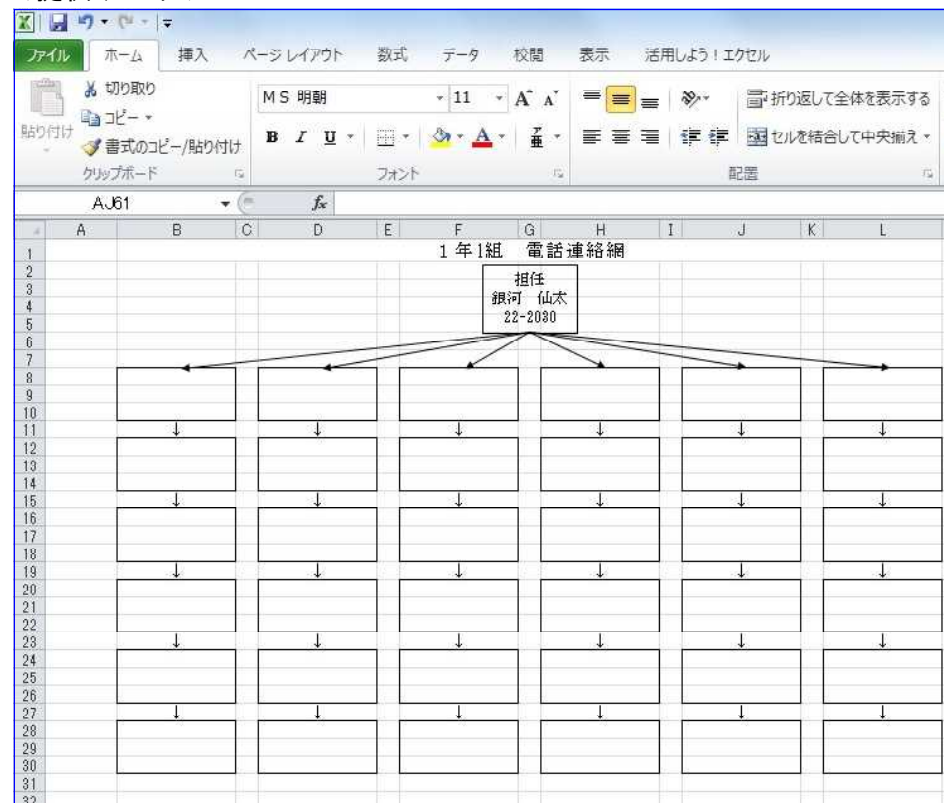 ファイル ホーム 挿入 ページ レイアウト 数式 データ 校閲 表示 活用しよう！エクセル
切り取り
コピー
書式のコピー/貼り付け
貼り付け
クリップボード
ＭＳ 明朝 11 A A
B I U A 亜
フォント
折り返して全体を表示する
セルを結合して中央揃え
配置
AJ61 fx
A B C D E F G H I J K L
1 １年1組　電話連絡網
2 担任
3
4 銀河　仙太
5 22-2030
6
7
8
9
10
11 ↓ ↓ ↓ ↓ ↓ ↓
12
13
14
15 ↓ ↓ ↓ ↓ ↓ ↓
16
17
18
19 ↓ ↓ ↓ ↓ ↓ ↓
20
21
22
23 ↓ ↓ ↓ ↓ ↓ ↓
24
25
26
27 ↓ ↓ ↓ ↓ ↓ ↓
28
29
30
31
32